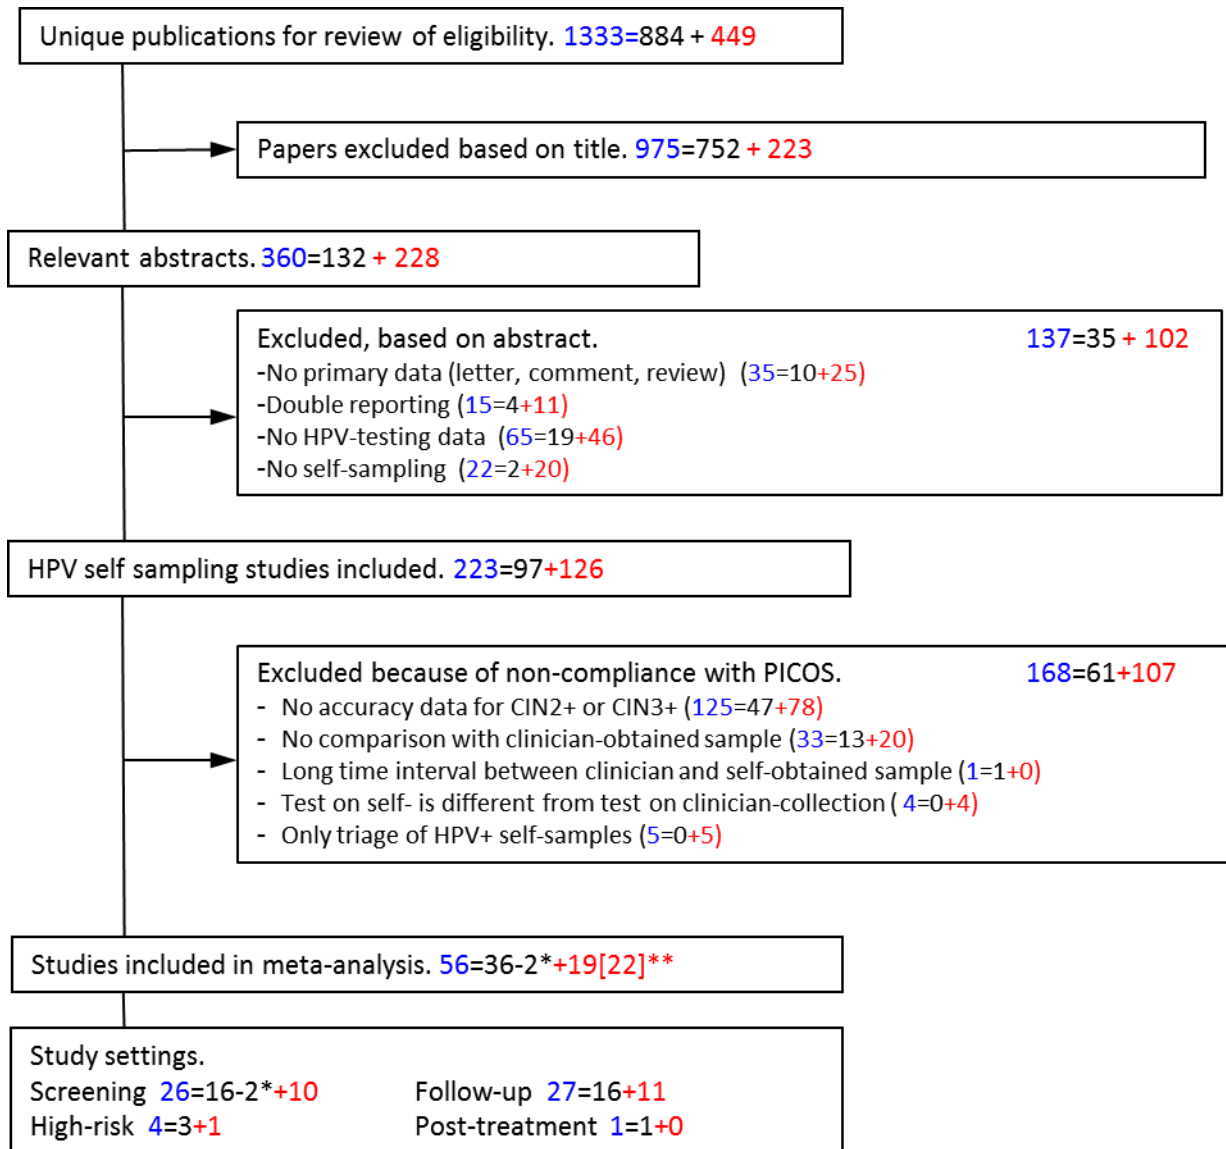 Unique publications for review of eligibility. 1333=884 + 449
Papers excluded based on title. 975=752 + 223
Relevant abstracts. 360=132 + 228
Excluded, based on abstract. 137=35 + 102
-No primary data (letter, comment, review) (35=10+25)
-Double reporting (15=4+11)
-No HPV-testing data (65=19+46)
-No self-sampling (22=2+20)
HPV self sampling studies included. 223=97+126
Excluded because of non-compliance with PICOS. 168=61+107
- No accuracy data for CIN2+ or CIN3+ (125=47+78)
- No comparison with clinician-obtained sample (33=13+20)
- Long time interval between clinician and self-obtained sample (1=1+0)
- Test on self- is different from test on clinician-collection ( 4=0+4)
- Only triage of HPV+ self-samples (5=0+5)
Studies included in meta-analysis. 56=36-2*+19[22]**
Study settings.
Screening 26=16-2*+10 Follow-up 27=16+11
High-risk 4=3+1 Post-treatment 1=1+0